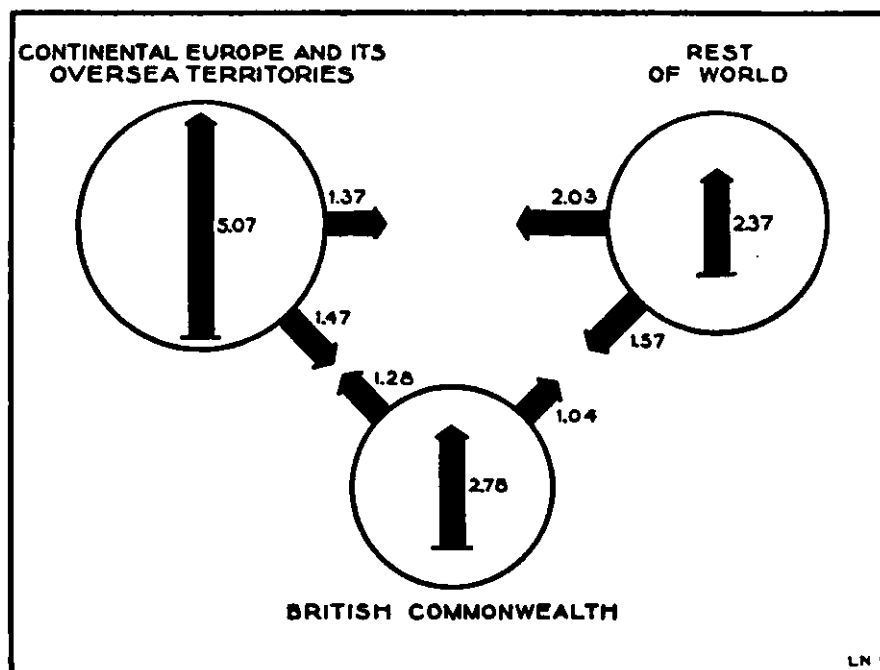 CONTINENTAL EUROPE AND ITS
OVERSEA TERRITORIES
REST
OF WORLD
1.37
2.03
5.07
2.37
1.47
1.57
1.28
1.04
2.78
BRITISH COMMONWEALTH
LN